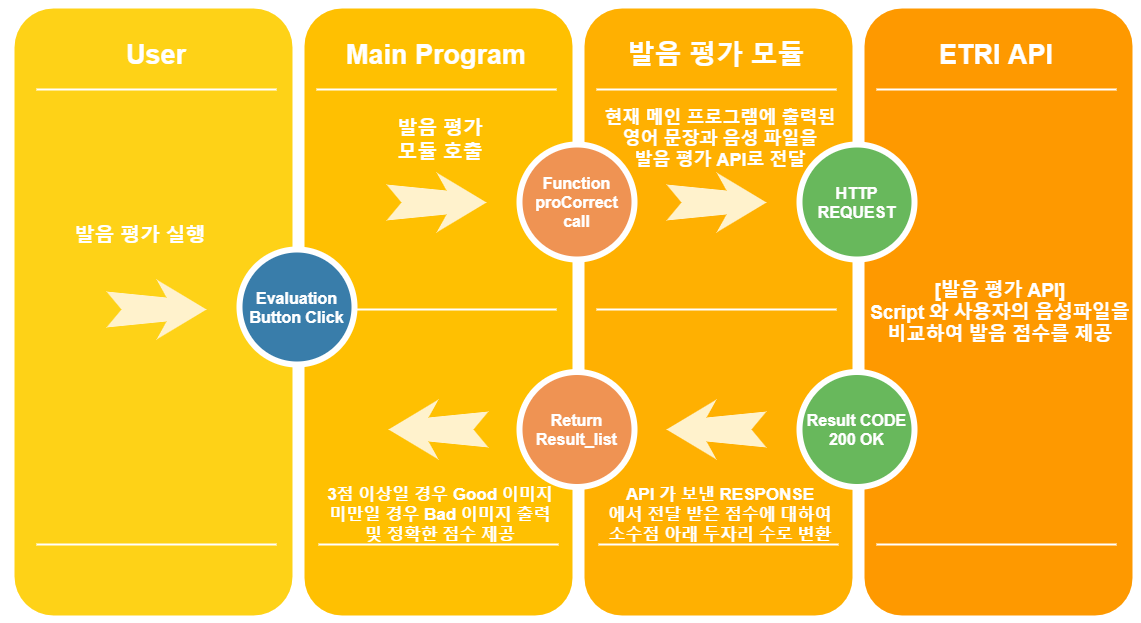 User
발음 평가 실행
Evaluation
Button Click
Main Program
발음 평가
모듈 호출
Function
proCorrect
call
발음 평가 모듈
현재 메인 프로그램에 출력된
영어 문장과 음성 파일을
발음 평가 API로 전달
HTTP
REQUEST
ETRI API
[발음 평가 API]
Script 와 사용자의 음성파일을
비교하여 발음 점수를 제공
Result CODE
200 OK
API 가 보낸 RESPONSE
에서 전달 받은 점수에 대하여
소수점 아래 두자리 수로 변환
Return
Result_list
3점 이상일 경우 Good 이미지
미만일 경우 Bad 이미지 출력
및 정확한 점수 제공